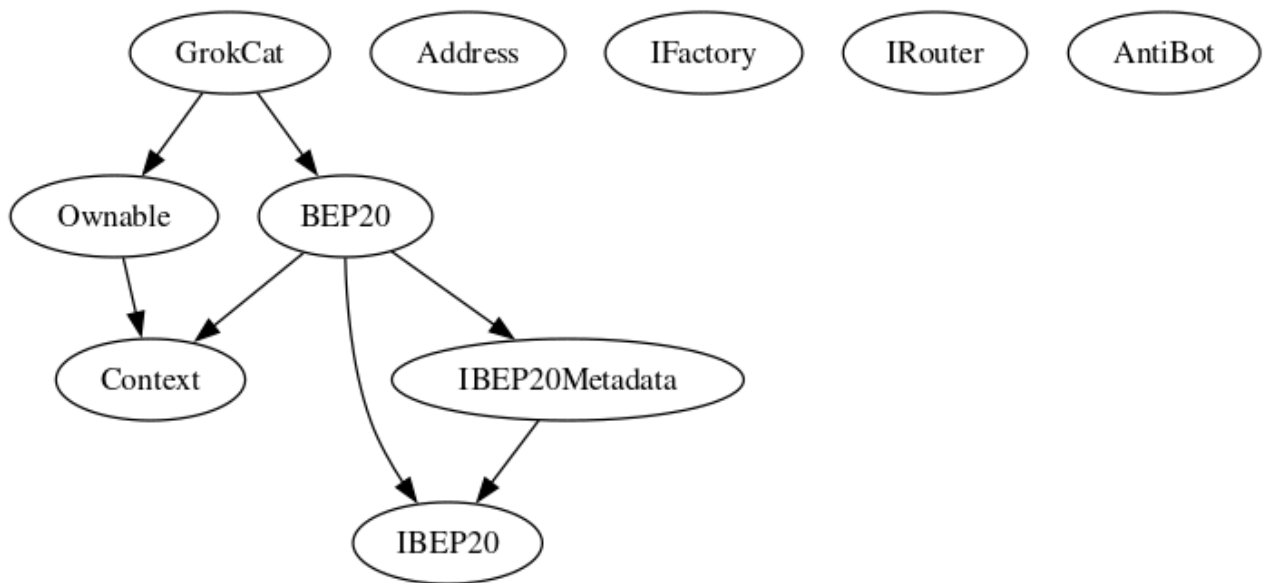 GrokCat
Address
IFactory
IRouter
AntiBot
Ownable
BEP20
Context
IBEP20Metadata
IBEP20